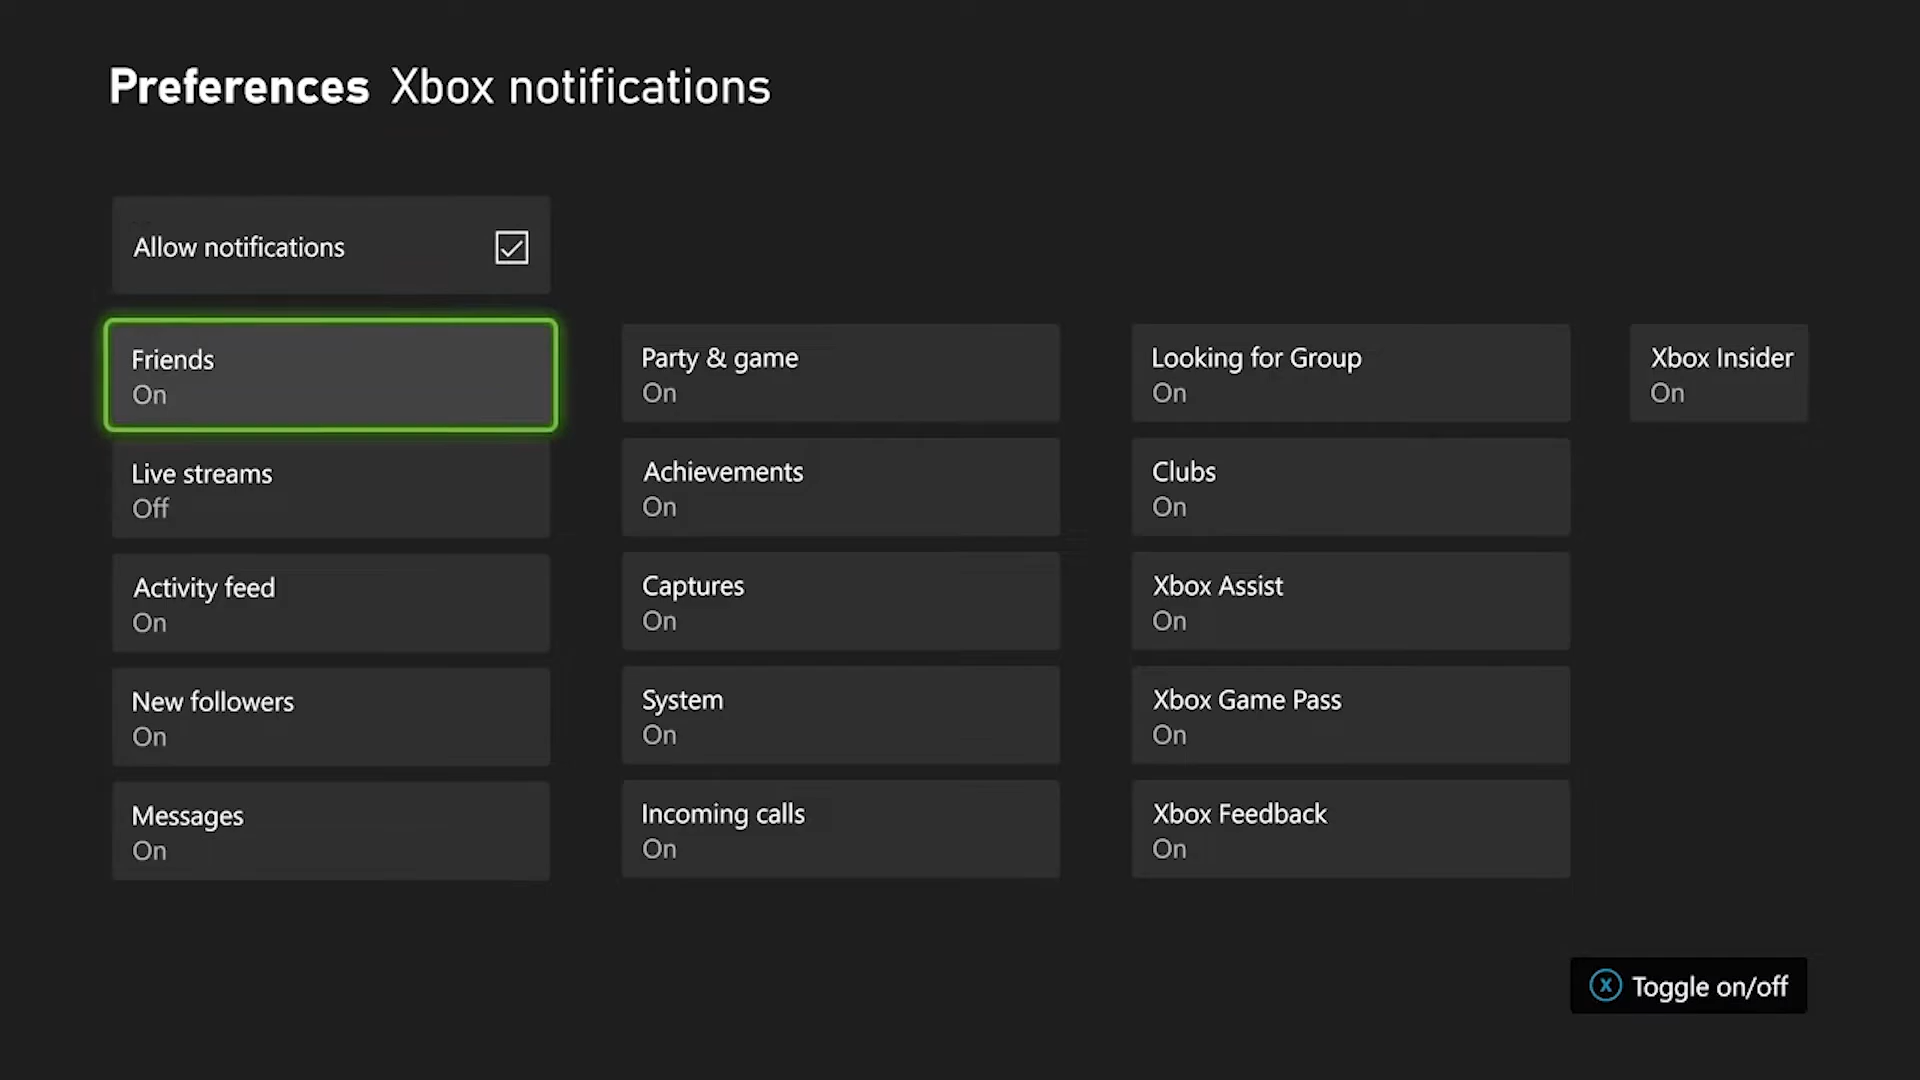 Preferences Xbox notifications
Allow notifications
Friends
On
Live streams
Off
Activity feed
On
New followers
On
Messages
On
Party & game
On
Achievements
On
Captures
On
System
On
Incoming calls
On
Looking for Group
On
Clubs
On
Xbox Assist
On
Xbox Game Pass
On
Xbox Feedback
On
Xbox Insider
On
X Toggle on/off